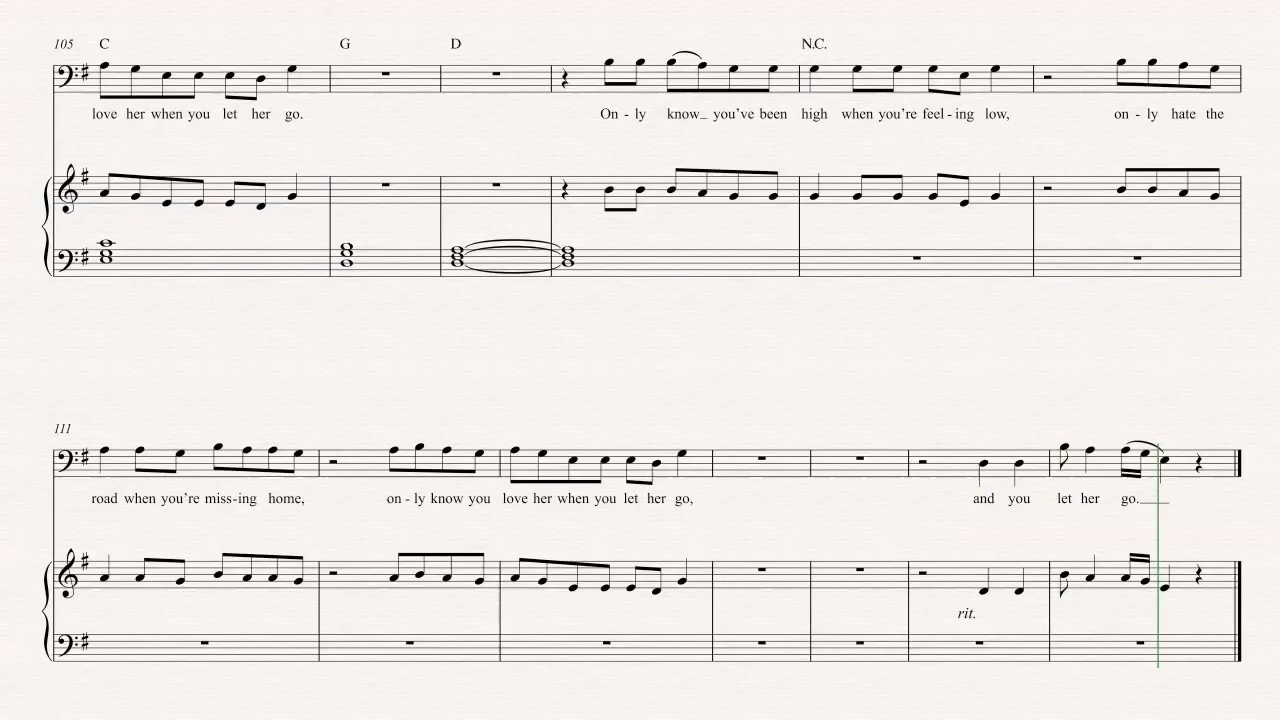 105 C G D N.C.
love her when you let her go. On - ly know_ you've been high when you're feel - ing low, on - ly hate the
111
road when you're miss-ing home, on - ly know you love her when you let her go, and you let her go.___
rit.